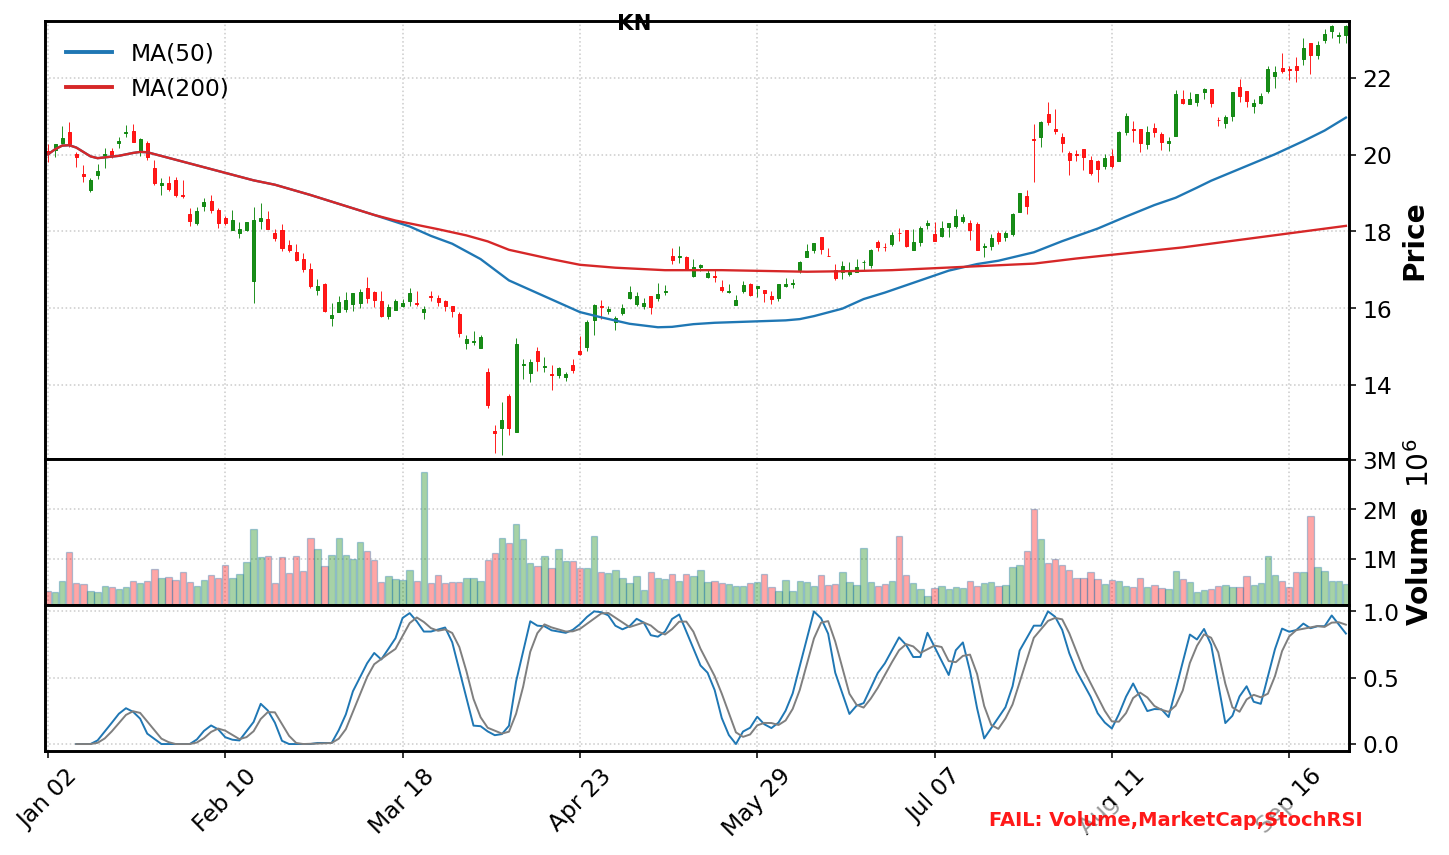 KN
MA(50)
MA(200)
22
20
18
16
14
Price
3M
2M
1M
Volume 10^6
1.0
0.5
0.0
Jan 02
Feb 10
Mar 18
Apr 23
May 29
Jul 07
Aug 11
Sep 16
FAIL: Volume,MarketCap,StochRSI